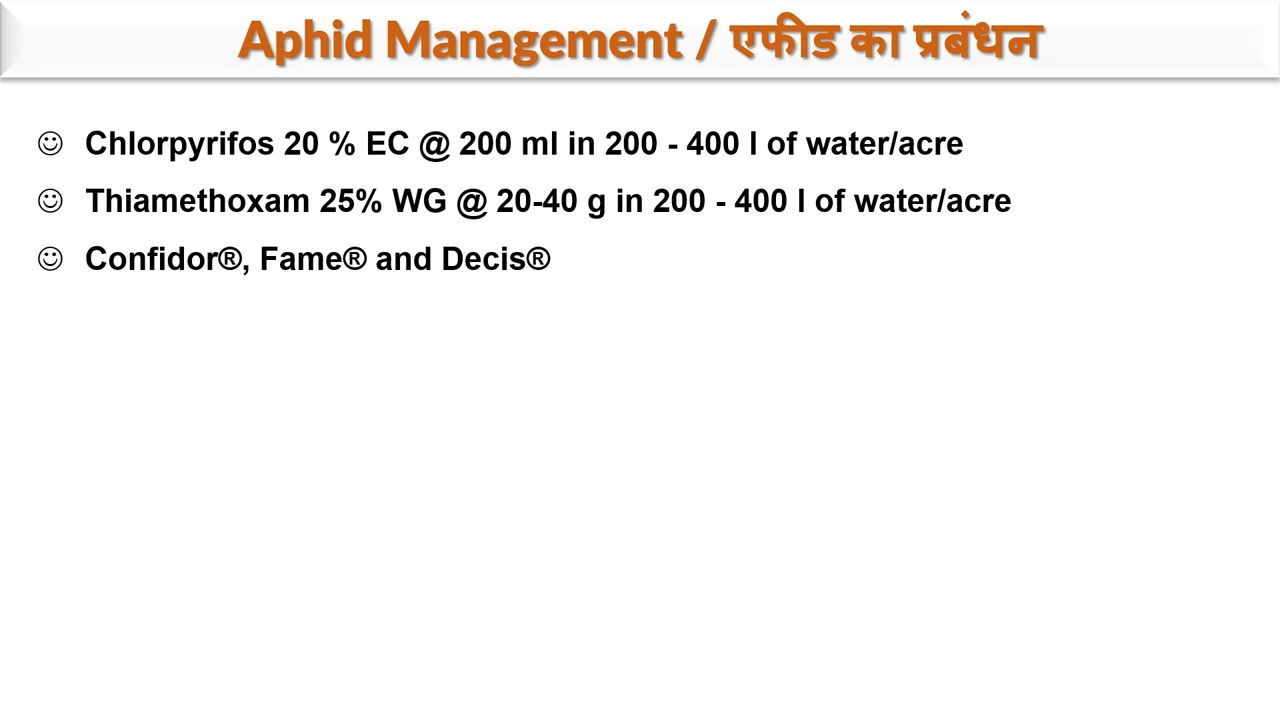 Aphid Management / एफीड का प्रबंधन
☺ Chlorpyrifos 20 % EC @ 200 ml in 200 - 400 l of water/acre
☺ Thiamethoxam 25% WG @ 20-40 g in 200 - 400 l of water/acre
☺ Confidor®, Fame® and Decis®